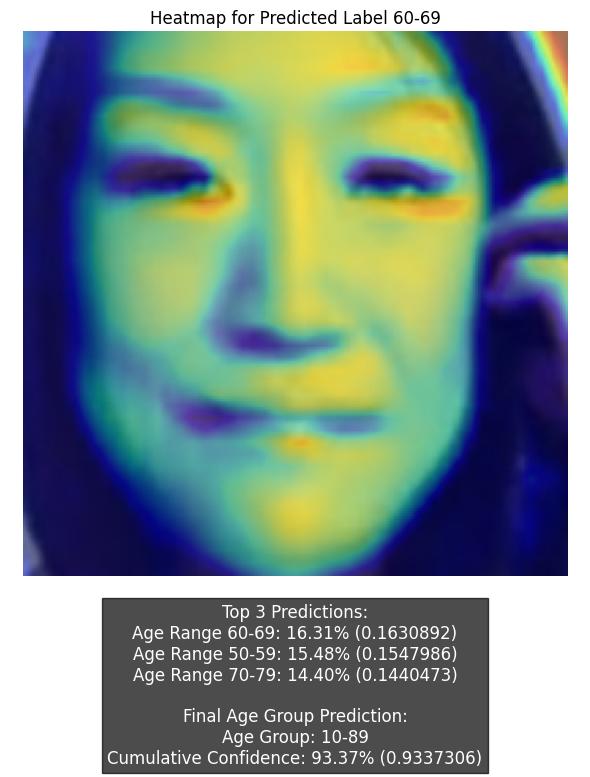 Heatmap for Predicted Label 60-69
Top 3 Predictions:
Age Range 60-69: 16.31% (0.1630892)
Age Range 50-59: 15.48% (0.1547986)
Age Range 70-79: 14.40% (0.1440473)
Final Age Group Prediction:
Age Group: 10-89
Cumulative Confidence: 93.37% (0.9337306)